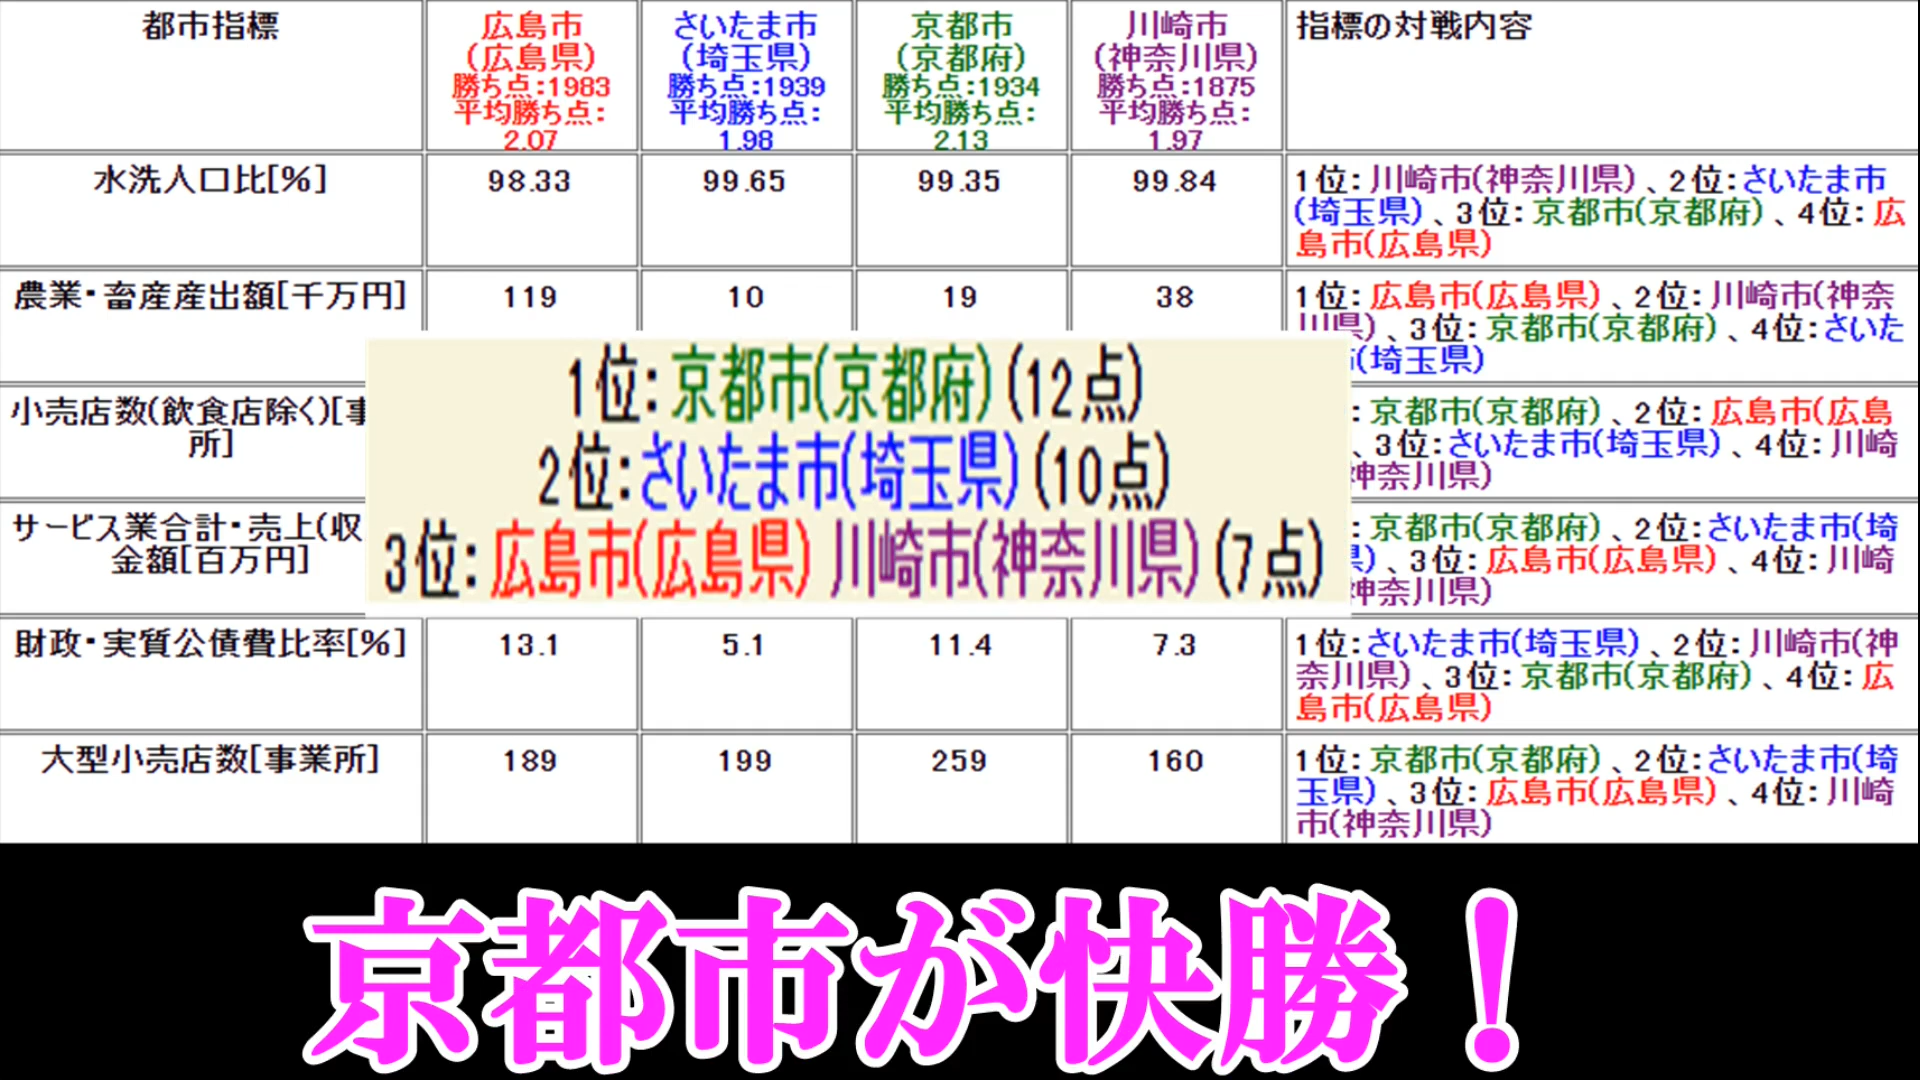 都市指標
広島市
(広島県)
勝ち点:1983
平均勝ち点:
2.07
さいたま市
(埼玉県)
勝ち点:1939
平均勝ち点:
1.98
京都市
(京都府)
勝ち点:1934
平均勝ち点:
2.13
川崎市
(神奈川県)
勝ち点:1875
平均勝ち点:
1.97
指標の対戦内容
水洗人口比[%]
98.33
99.65
99.35
99.84
1位:川崎市(神奈川県)、2位:さいたま市
(埼玉県)、3位:京都市(京都府)、4位:広
島市(広島県)
農業・畜産産出額[千万円]
119
10
19
38
1位:広島市(広島県)、2位:川崎市(神奈
川県)、3位:京都市(京都府)、4位:さいた
(埼玉県)
小売店数(飲食店除く)[事
所]
:京都市(京都府)、2位:広島市(広島
、3位:さいたま市(埼玉県)、4位:川崎
神奈川県)
サービス業合計・売上(収
金額[百万円]
:京都市(京都府)、2位:さいたま市(埼
県)、3位:広島市(広島県)、4位:川崎
神奈川県)
1位:京都市(京都府)(12点)
2位:さいたま市(埼玉県)(10点)
3位:広島市(広島県) 川崎市(神奈川県)(7点)
財政・実質公債費比率[%]
13.1
5.1
11.4
7.3
1位:さいたま市(埼玉県)、2位:川崎市(神
奈川県)、3位:京都市(京都府)、4位:広
島市(広島県)
大型小売店数[事業所]
189
199
259
160
1位:京都市(京都府)、2位:さいたま市(埼
玉県)、3位:広島市(広島県)、4位:川崎
市(神奈川県)
京都市が快勝！